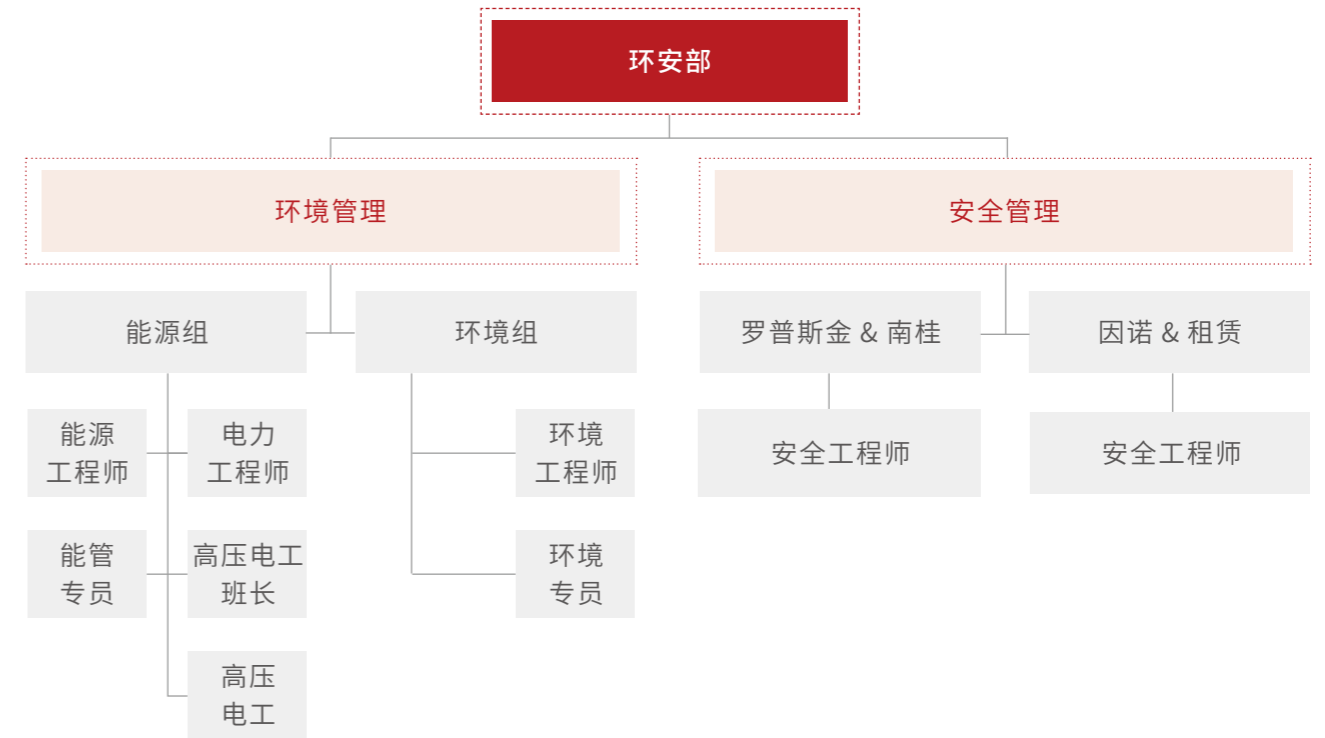 环安部
环境管理
安全管理
能源组
环境组
罗普斯金 & 南桂
因诺 & 租赁
能源
工程师
电力
工程师
环境
工程师
安全工程师
安全工程师
能管
专员
高压电工
班长
环境
专员
高压
电工